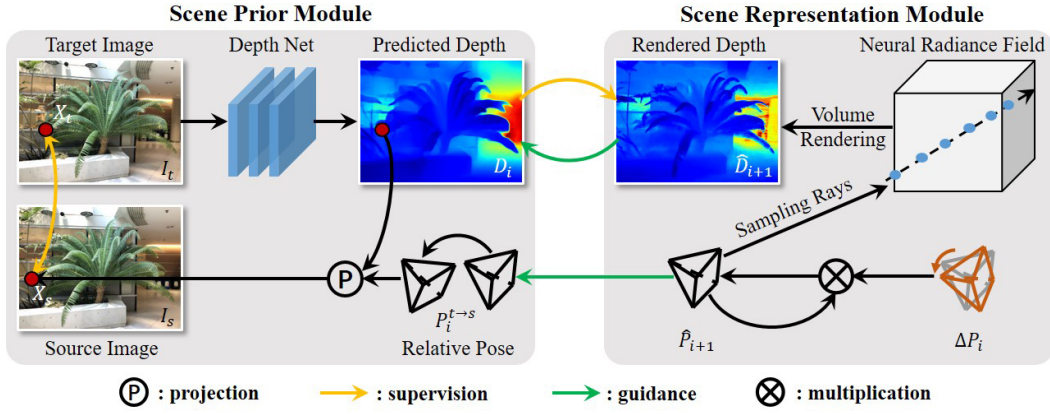 Scene Prior Module
Scene Representation Module
Target Image
Depth Net
Predicted Depth
Rendered Depth
Neural Radiance Field
X_t
I_t
D_i
D̂_{i+1}
Volume
Rendering
Sampling Rays
X_s
I_s
P
P_i^{t→s}
P̂_{i+1}
ΔP_i
Source Image
Relative Pose
P : projection
: supervision
: guidance
: multiplication